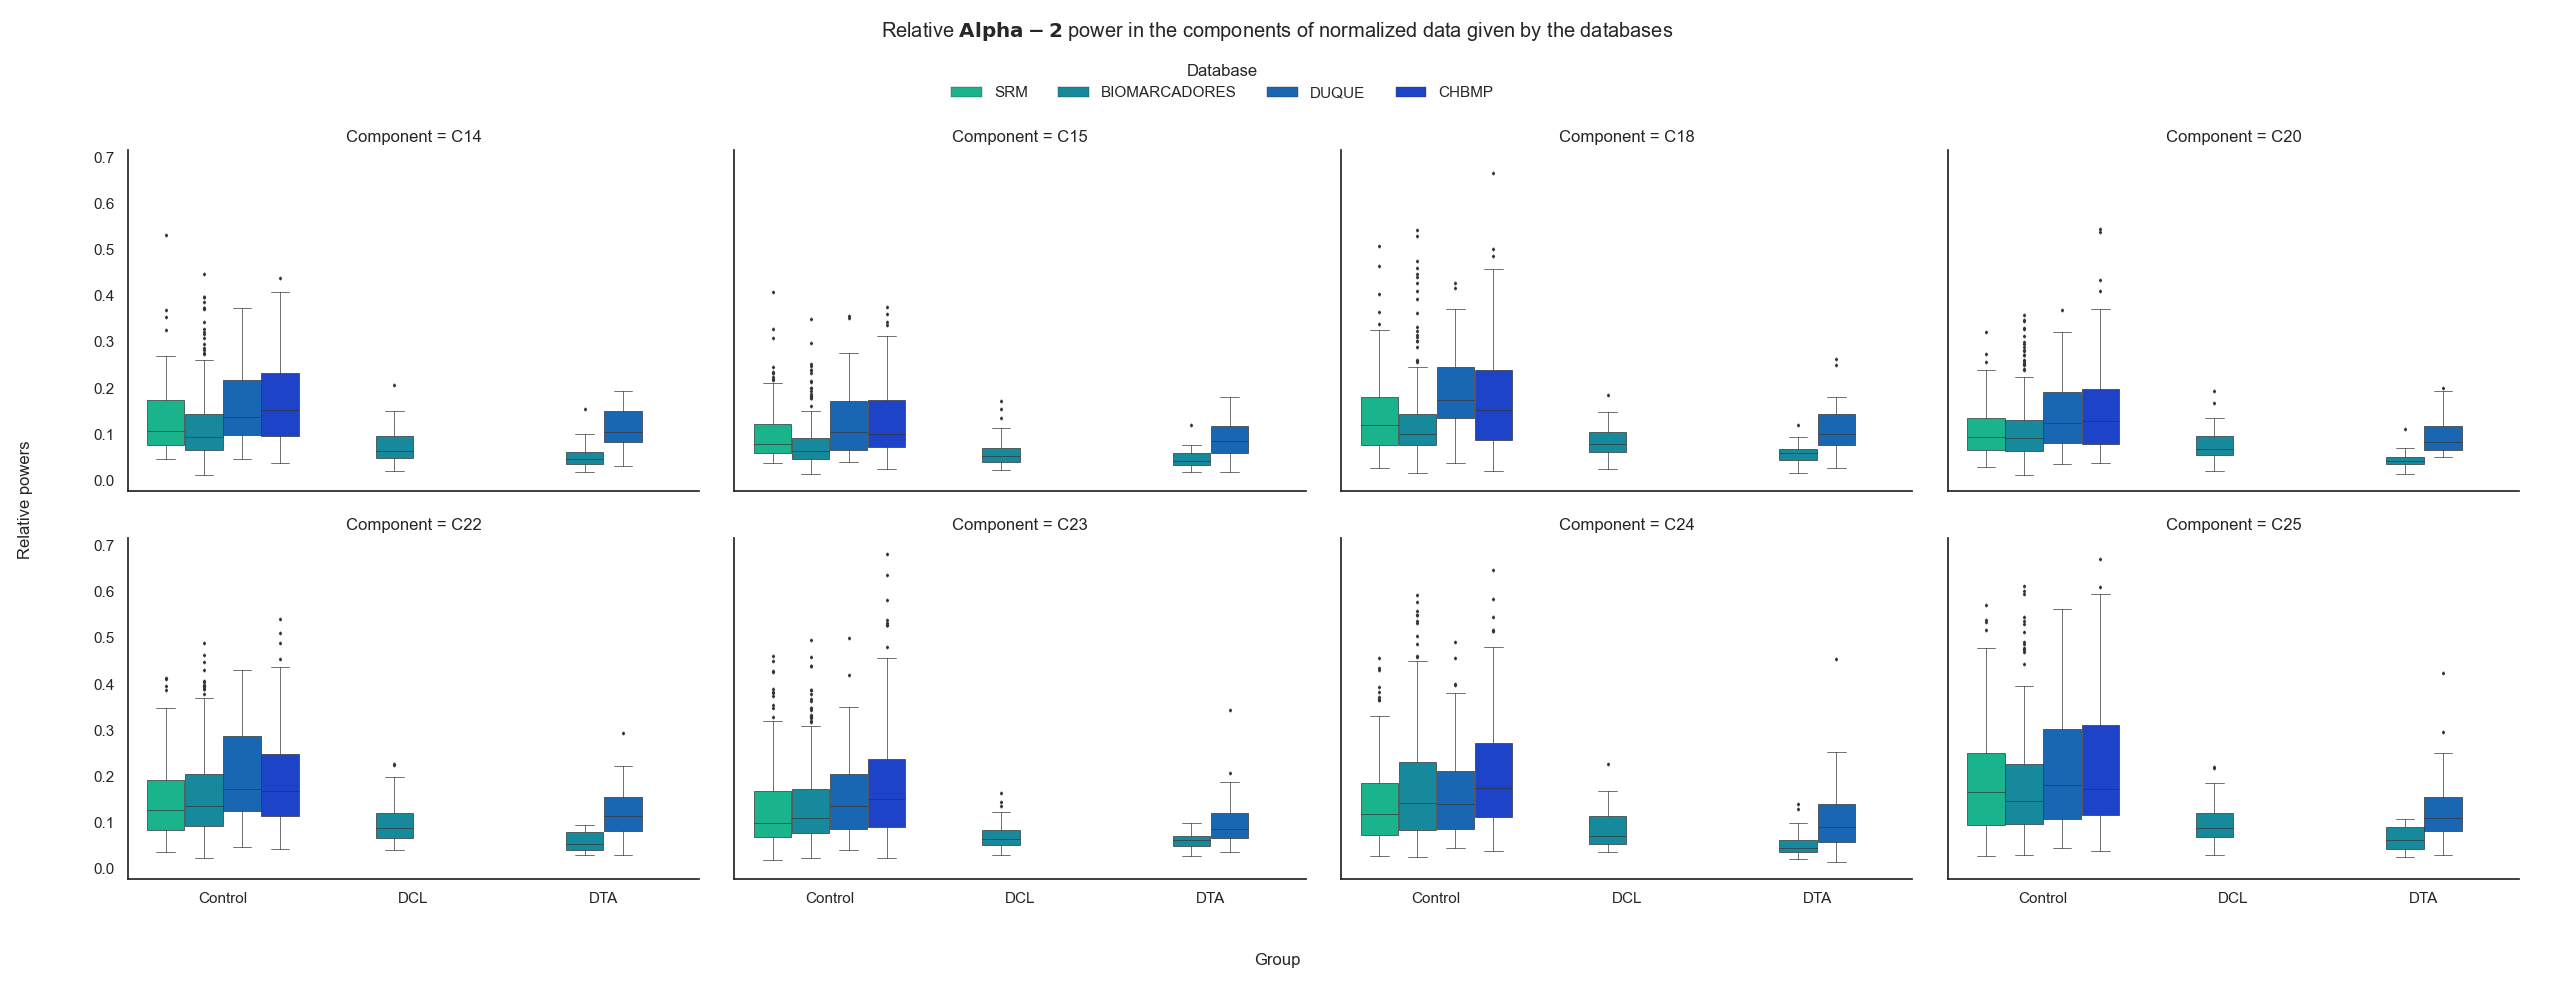 Relative Alpha − 2 power in the components of normalized data given by the databases
Database
SRM BIOMARCADORES DUQUE CHBMP
Component = C14 Component = C15 Component = C18 Component = C20
0.7
0.6
0.5
0.4
0.3
0.2
0.1
0.0
Relative powers
Component = C22 Component = C23 Component = C24 Component = C25
0.7
0.6
0.5
0.4
0.3
0.2
0.1
0.0
Control DCL DTA Control DCL DTA Control DCL DTA Control DCL DTA
Group